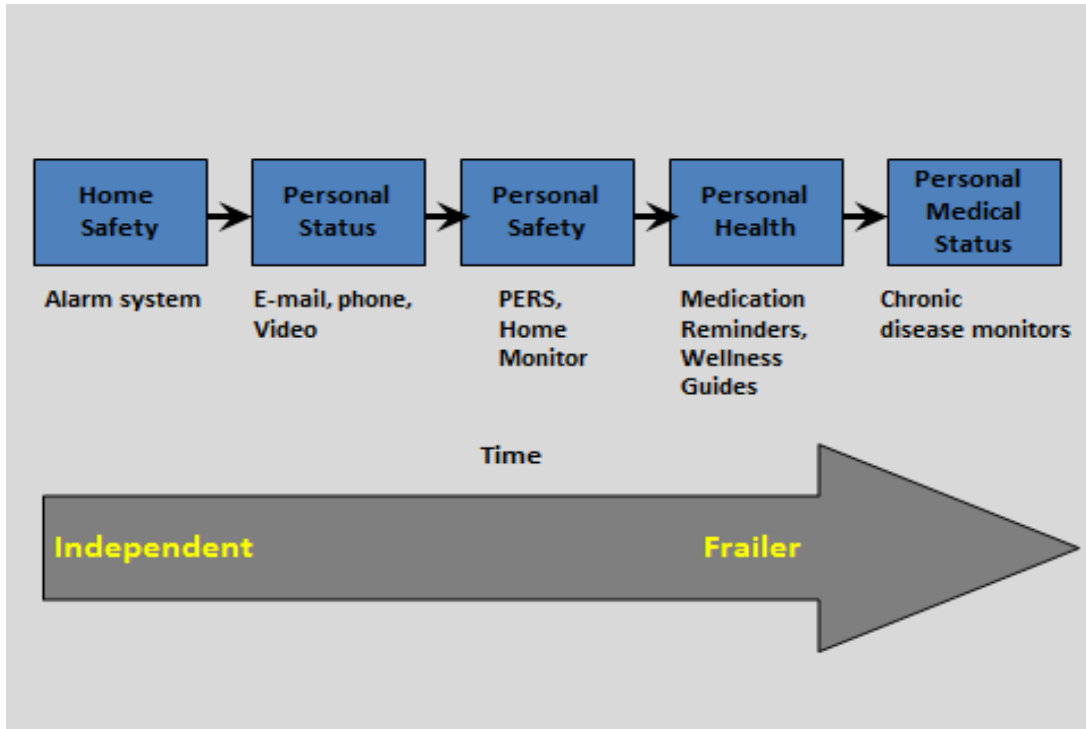 Home
Safety
Personal
Status
Personal
Safety
Personal
Health
Personal
Medical
Status
Alarm system
E-mail, phone,
Video
PERS,
Home
Monitor
Medication
Reminders,
Wellness
Guides
Chronic
disease monitors
Time
Independent
Frailer